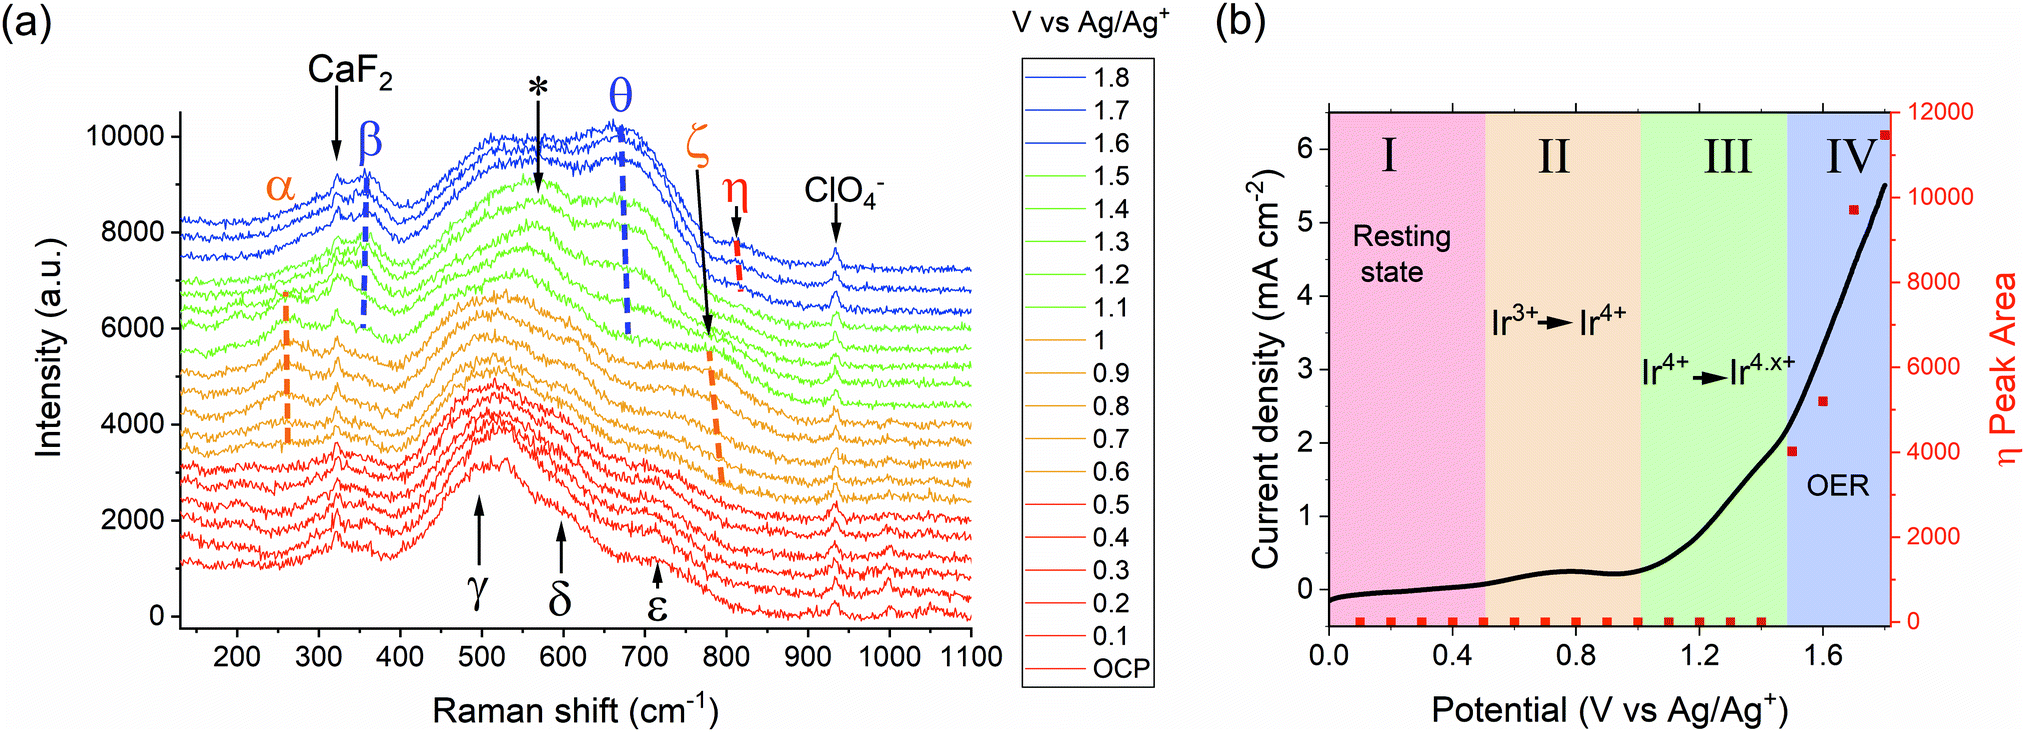 (a)
V vs Ag/Ag⁺
CaF₂
*
θ
β
ζ
α
η
ClO₄⁻
10000
8000
6000
4000
2000
0
Intensity (a.u.)
γ
δ
ε
200 300 400 500 600 700 800 900 1000 1100
Raman shift (cm⁻¹)
1.8
1.7
1.6
1.5
1.4
1.3
1.2
1.1
1
0.9
0.8
0.7
0.6
0.5
0.4
0.3
0.2
0.1
OCP
(b)
I II III IV
Resting
state
Ir³⁺ → Ir⁴⁺
Ir⁴⁺ → Ir⁴·ˣ⁺
OER
6
5
4
3
2
1
0
Current density (mA cm⁻²)
12000
10000
8000
6000
4000
2000
0
η Peak Area
0.0 0.4 0.8 1.2 1.6
Potential (V vs Ag/Ag⁺)